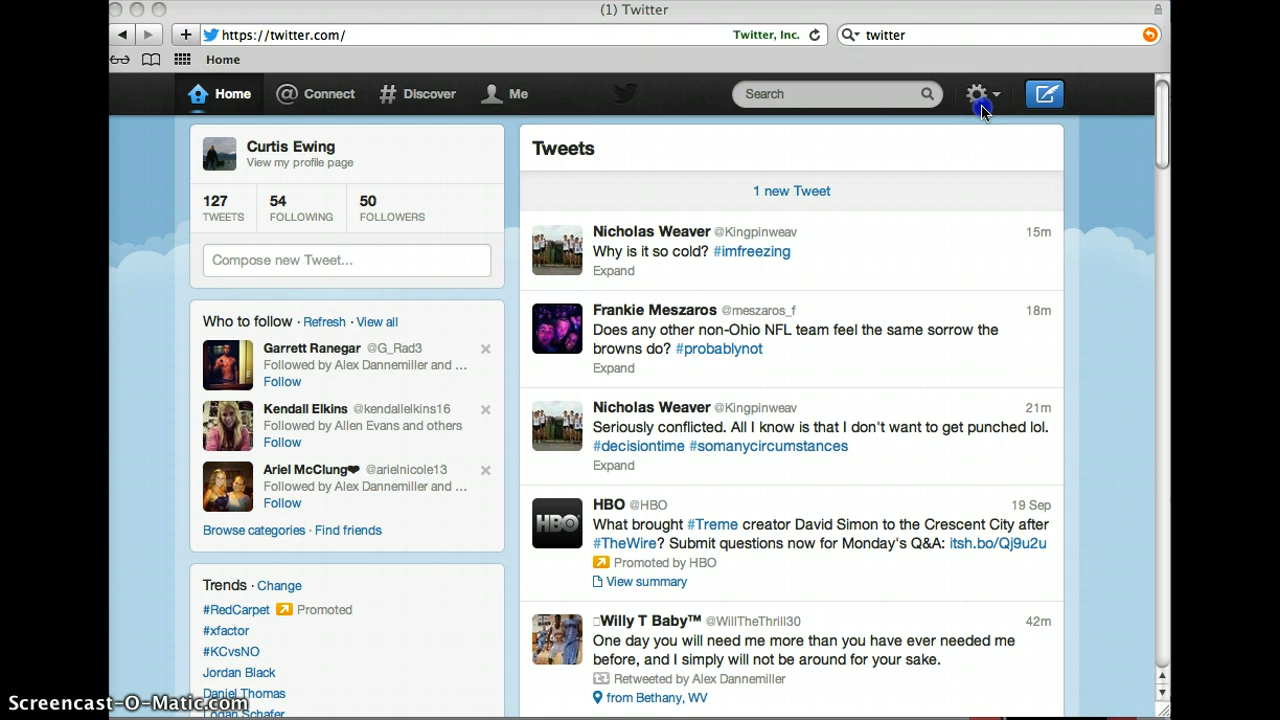 (1) Twitter
https://twitter.com/ Twitter, Inc. twitter
Home
Home Connect Discover Me Search
Curtis Ewing
View my profile page
127 54 50
TWEETS FOLLOWING FOLLOWERS
Compose new Tweet...
Who to follow · Refresh · View all
Garrett Ranegar @G_Rad3
Followed by Alex Dannemiller and ...
Follow
Kendall Elkins @kendallelkins16
Followed by Allen Evans and others
Follow
Ariel McClung❤ @arielnicole13
Followed by Alex Dannemiller and ...
Follow
Browse categories · Find friends
Trends · Change
#RedCarpet Promoted
#xfactor
#KCvsNO
Jordan Black
Daniel Thomas
Logan Schafer
Tweets
1 new Tweet
Nicholas Weaver @Kingpinweav 15m
Why is it so cold? #imfreezing
Expand
Frankie Meszaros @meszaros_f 18m
Does any other non-Ohio NFL team feel the same sorrow the
browns do? #probablynot
Expand
Nicholas Weaver @Kingpinweav 21m
Seriously conflicted. All I know is that I don't want to get punched lol.
#decisiontime #somanycircumstances
Expand
HBO
HBO @HBO 19 Sep
What brought #Treme creator David Simon to the Crescent City after
#TheWire? Submit questions now for Monday's Q&A: itsh.bo/Qj9u2u
Promoted by HBO
View summary
Willy T Baby™ @WillTheThrill30 42m
One day you will need me more than you have ever needed me
before, and I simply will not be around for your sake.
Retweeted by Alex Dannemiller
from Bethany, WV
Screencast-O-Matic.com